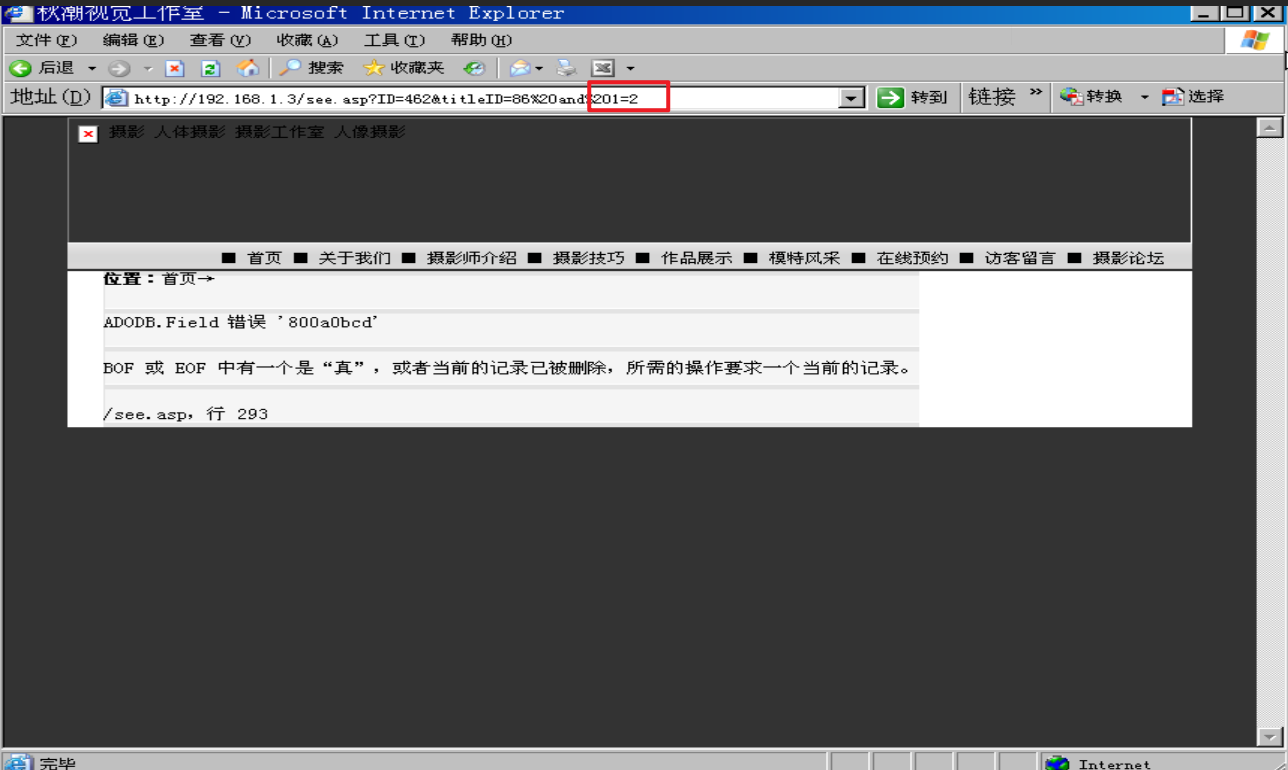 秋潮视觉工作室 - Microsoft Internet Explorer
文件(F) 编辑(E) 查看(V) 收藏(A) 工具(T) 帮助(H)
后退 搜索 收藏夹
地址(D) http://192.168.1.3/see.asp?ID=462&titleID=86%20and%201=2 转到 链接 » 转换 选择
摄影 人体摄影 摄影工作室 人像摄影
■ 首页 ■ 关于我们 ■ 摄影师介绍 ■ 摄影技巧 ■ 作品展示 ■ 模特风采 ■ 在线预约 ■ 访客留言 ■ 摄影论坛
位置：首页→
ADODB.Field 错误 '800a0bcd'
BOF 或 EOF 中有一个是“真”，或者当前的记录已被删除，所需的操作要求一个当前的记录。
/see.asp，行 293
完毕 Internet